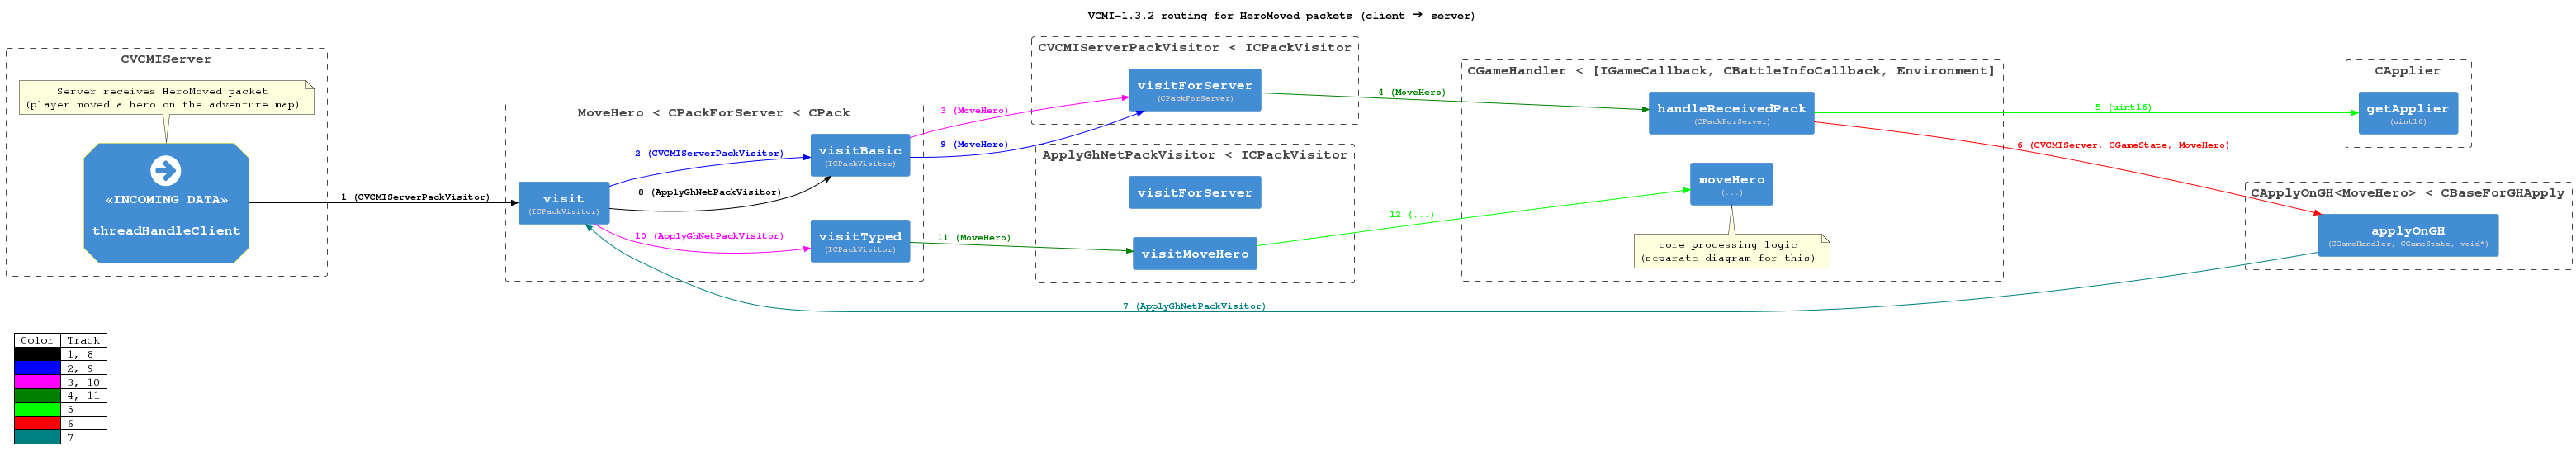 VCMI-1.3.2 routing for HeroMoved packets (client → server)
CVCMIServer
Server receives HeroMoved packet
(player moved a hero on the adventure map)
«INCOMING DATA»
threadHandleClient
1 (CVCMIServerPackVisitor)
MoveHero < CPackForServer < CPack
visit
(ICPackVisitor)
2 (CVCMIServerPackVisitor)
8 (ApplyGhNetPackVisitor)
10 (ApplyGhNetPackVisitor)
visitBasic
(ICPackVisitor)
visitTyped
(ICPackVisitor)
3 (MoveHero)
9 (MoveHero)
11 (MoveHero)
CVCMIServerPackVisitor < ICPackVisitor
visitForServer
(CPackForServer)
ApplyGhNetPackVisitor < ICPackVisitor
visitForServer
visitMoveHero
4 (MoveHero)
12 (...)
7 (ApplyGhNetPackVisitor)
CGameHandler < [IGameCallback, CBattleInfoCallback, Environment]
handleReceivedPack
(CPackForServer)
moveHero
(...)
core processing logic
(separate diagram for this)
5 (uint16)
6 (CVCMIServer, CGameState, MoveHero)
CApplier
getApplier
(uint16)
CApplyOnGH<MoveHero> < CBaseForGHApply
applyOnGH
(CGameHandler, CGameState, void*)
Color Track
1, 8
2, 9
3, 10
4, 11
5
6
7